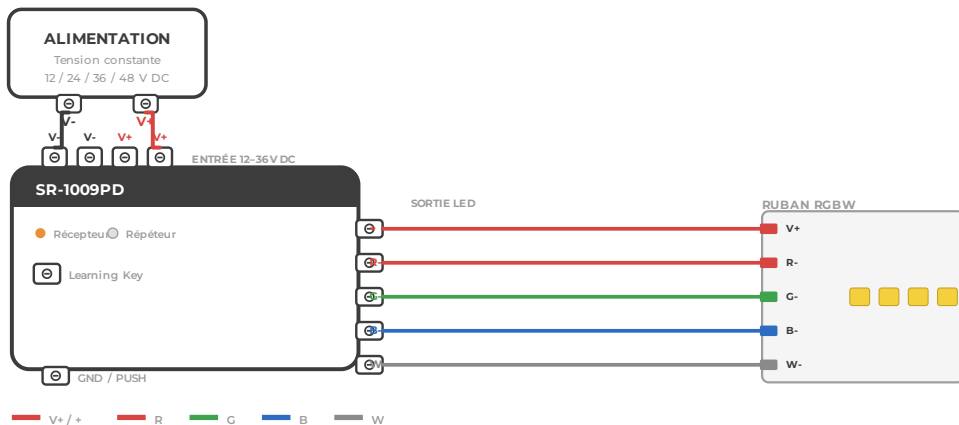 ALIMENTATION
Tension constante
12 / 24 / 36 / 48 V DC
V- V+
V- V- V+ V+
ENTRÉE 12–36V DC
SR-1009PD
SORTIE LED
RUBAN RGBW
Récepteur Répéteur
Learning Key
V+
R- R-
G- G-
B- B-
W- W-
GND / PUSH
V+ / + R G B W